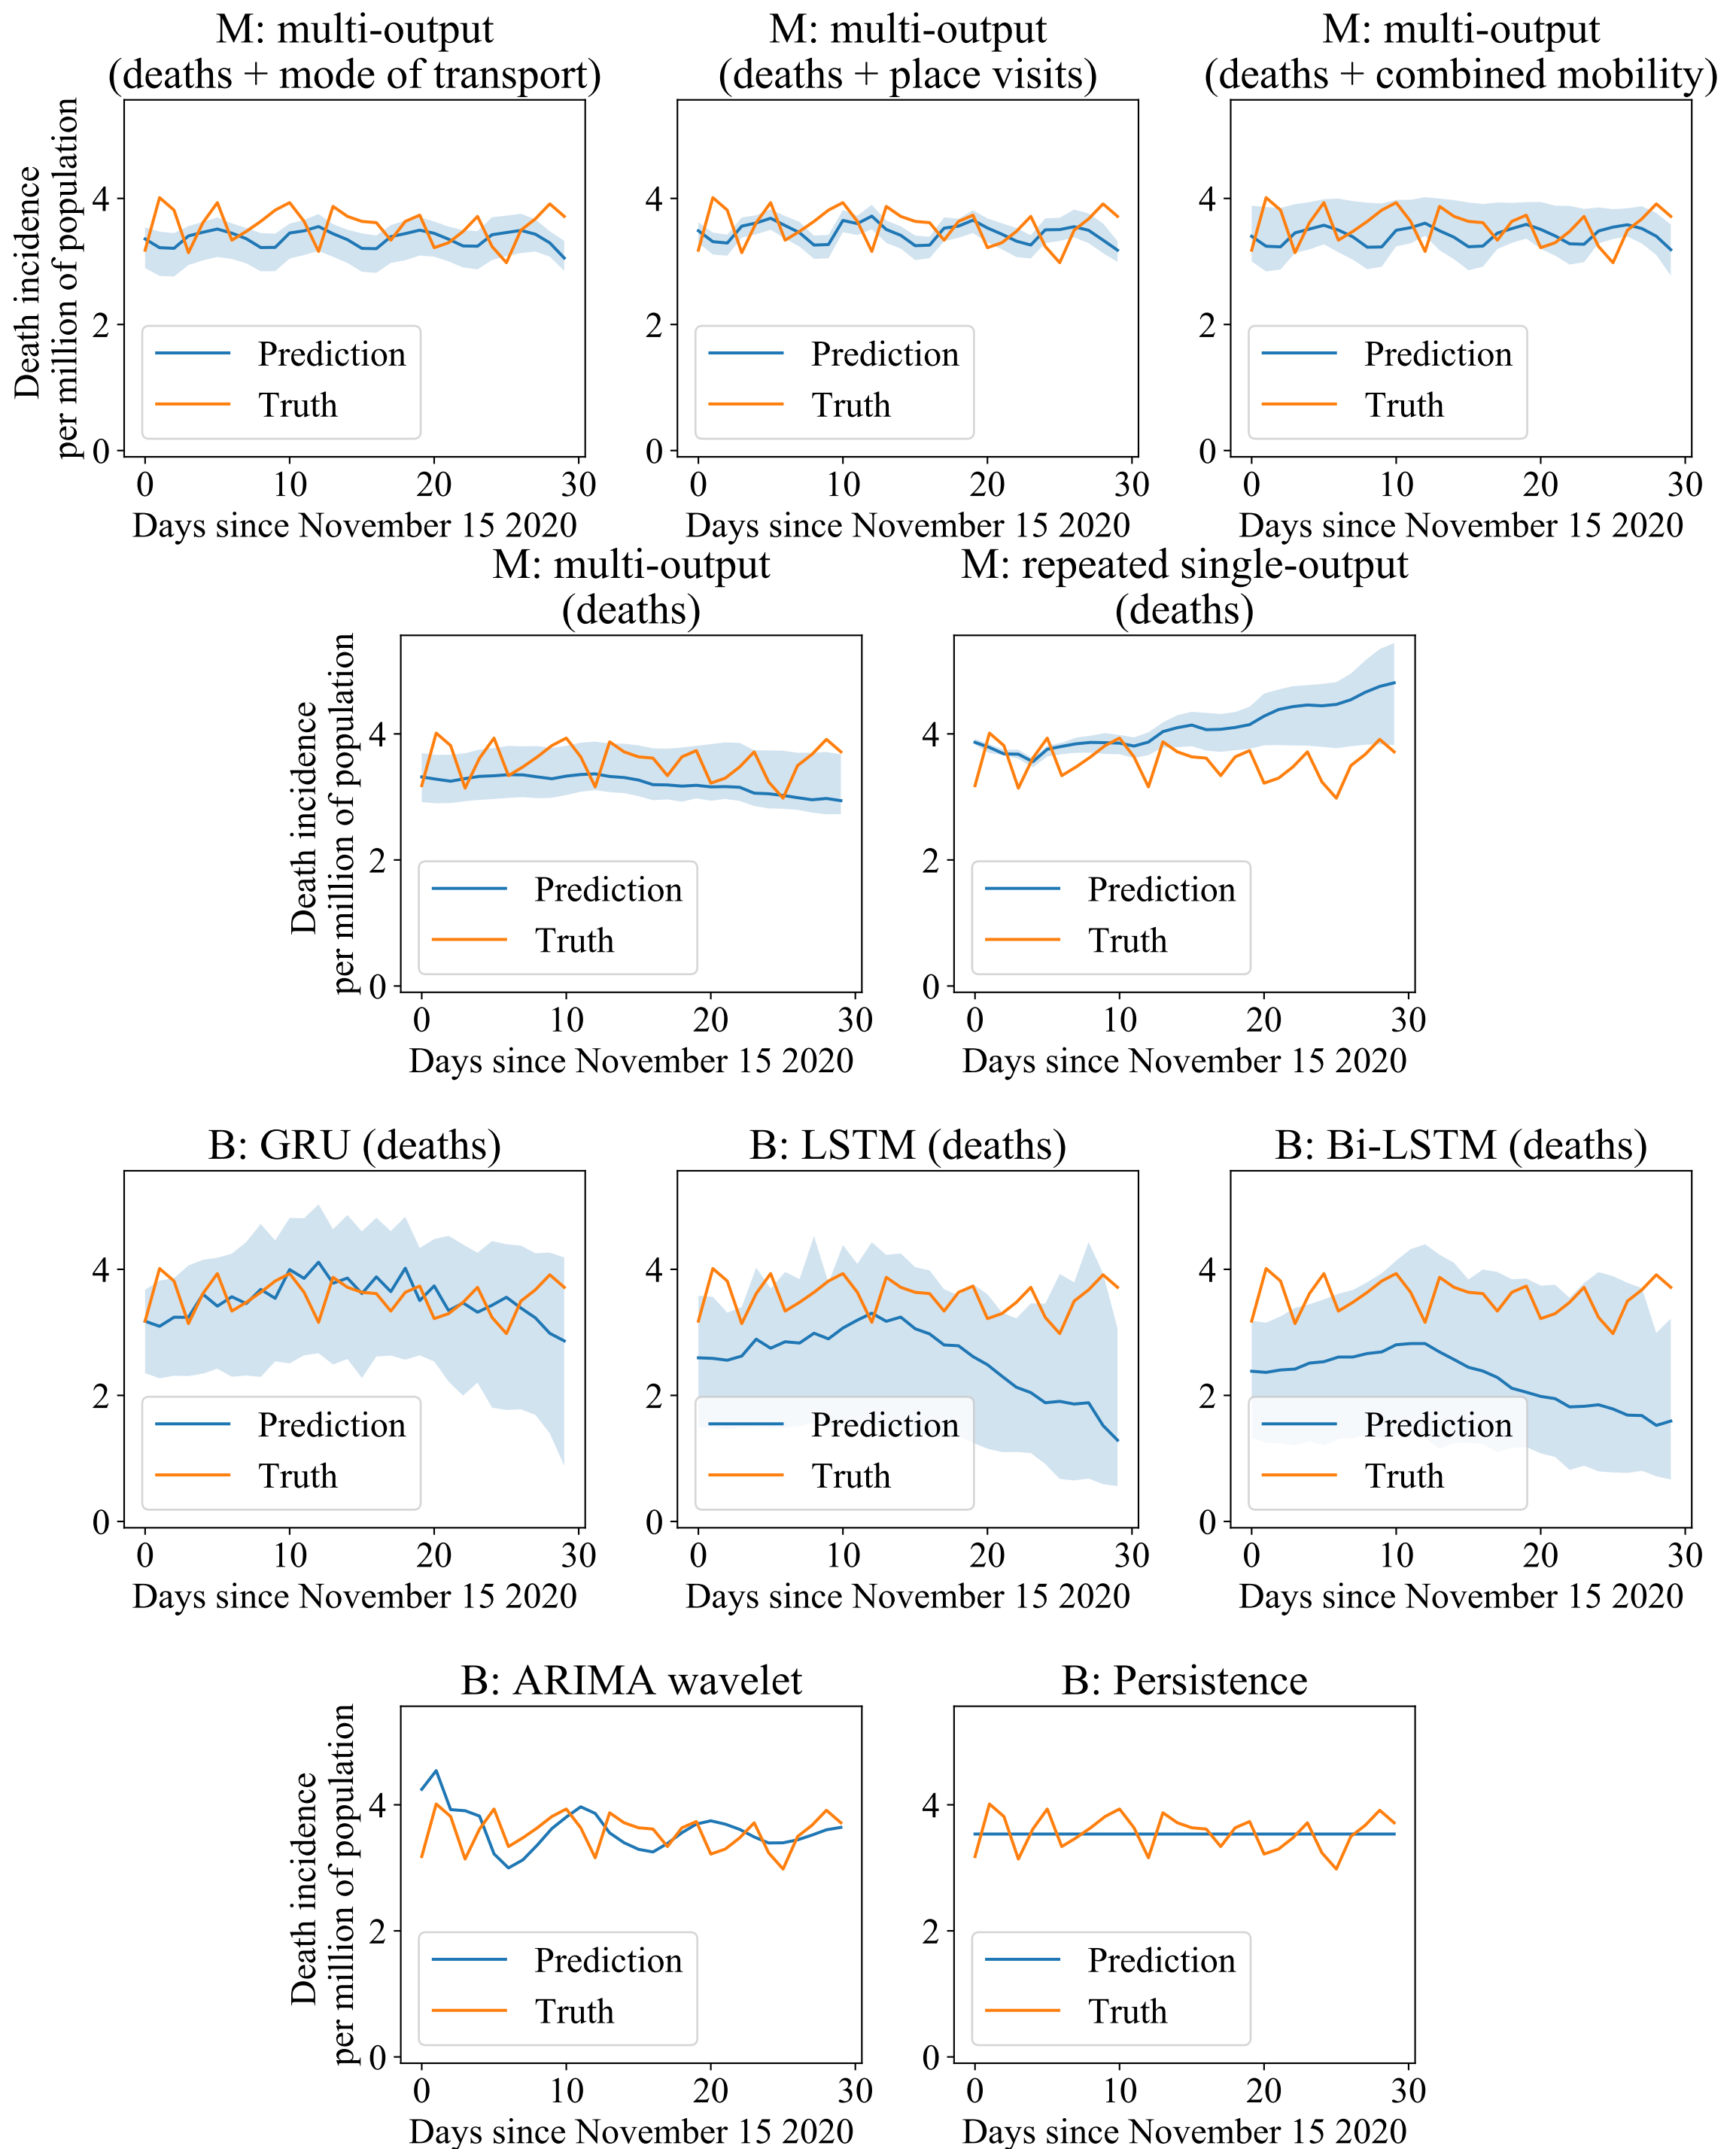 M: multi-output
(deaths + mode of transport)
M: multi-output
(deaths + place visits)
M: multi-output
(deaths + combined mobility)
Death incidence
per million of population
4
2
0
Prediction
Truth
0 10 20 30
Days since November 15 2020
4
2
0
Prediction
Truth
0 10 20 30
Days since November 15 2020
4
2
0
Prediction
Truth
0 10 20 30
Days since November 15 2020
M: multi-output
(deaths)
M: repeated single-output
(deaths)
Death incidence
per million of population
4
2
0
Prediction
Truth
0 10 20 30
Days since November 15 2020
4
2
0
Prediction
Truth
0 10 20 30
Days since November 15 2020
B: GRU (deaths)
B: LSTM (deaths)
B: Bi-LSTM (deaths)
4
2
0
Prediction
Truth
0 10 20 30
Days since November 15 2020
4
2
0
Prediction
Truth
0 10 20 30
Days since November 15 2020
4
2
0
Prediction
Truth
0 10 20 30
Days since November 15 2020
B: ARIMA wavelet
B: Persistence
Death incidence
per million of population
4
2
0
Prediction
Truth
0 10 20 30
Days since November 15 2020
4
2
0
Prediction
Truth
0 10 20 30
Days since November 15 2020